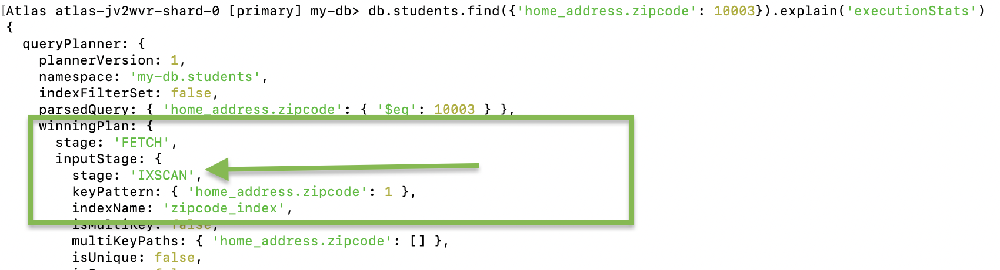 Atlas atlas-jv2wvr-shard-0 [primary] my-db> db.students.find({'home_address.zipcode': 10003}).explain('executionStats')
{
  queryPlanner: {
    plannerVersion: 1,
    namespace: 'my-db.students',
    indexFilterSet: false,
    parsedQuery: { 'home_address.zipcode': { '$eq': 10003 } },
    winningPlan: {
      stage: 'FETCH',
      inputStage: {
        stage: 'IXSCAN',
        keyPattern: { 'home_address.zipcode': 1 },
        indexName: 'zipcode_index',
        isMultiKey: false,
        multiKeyPaths: { 'home_address.zipcode': [] },
        isUnique: false,